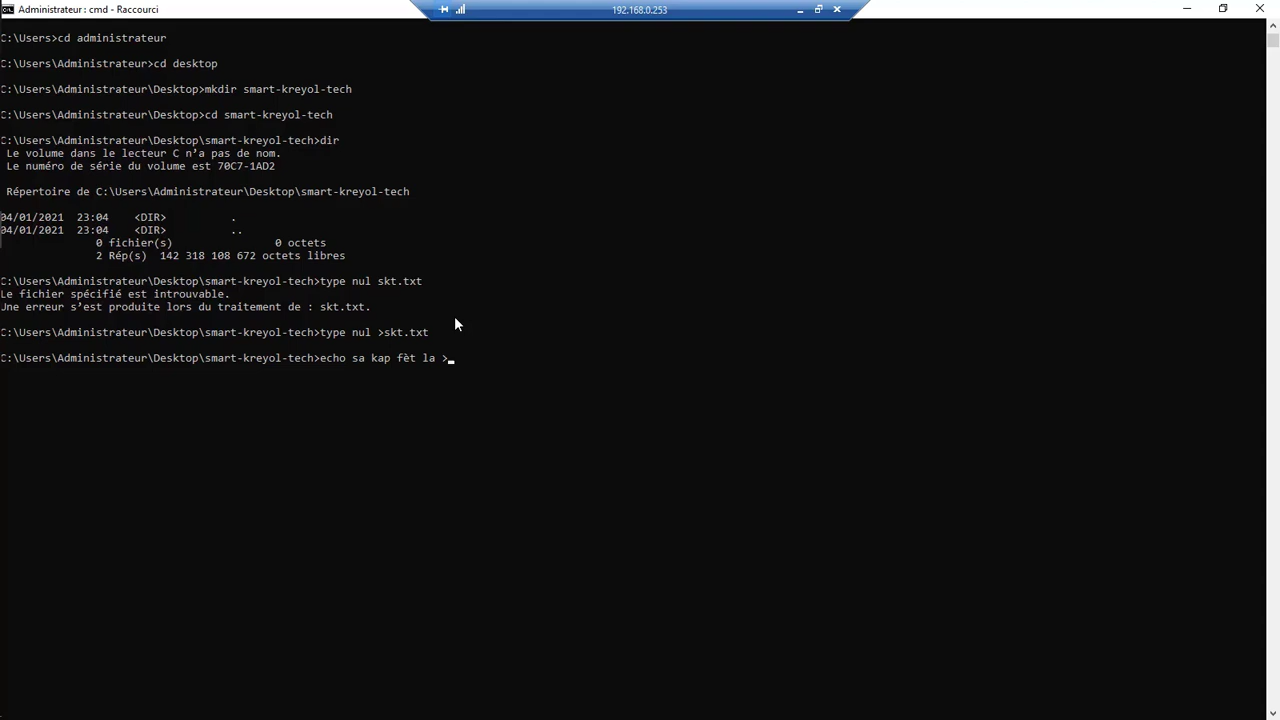 Administrateur : cmd - Raccourci
192.168.0.253
C:\Users>cd administrateur
C:\Users\Administrateur>cd desktop
C:\Users\Administrateur\Desktop>mkdir smart-kreyol-tech
C:\Users\Administrateur\Desktop>cd smart-kreyol-tech
C:\Users\Administrateur\Desktop\smart-kreyol-tech>dir
Le volume dans le lecteur C n’a pas de nom.
Le numéro de série du volume est 70C7-1AD2
Répertoire de C:\Users\Administrateur\Desktop\smart-kreyol-tech
04/01/2021  23:04    <DIR>          .
04/01/2021  23:04    <DIR>          ..
0 fichier(s)                0 octets
2 Rép(s)  142 318 108 672 octets libres
C:\Users\Administrateur\Desktop\smart-kreyol-tech>type nul skt.txt
Le fichier spécifié est introuvable.
Une erreur s’est produite lors du traitement de : skt.txt.
C:\Users\Administrateur\Desktop\smart-kreyol-tech>type nul >skt.txt
C:\Users\Administrateur\Desktop\smart-kreyol-tech>echo sa kap fèt la >